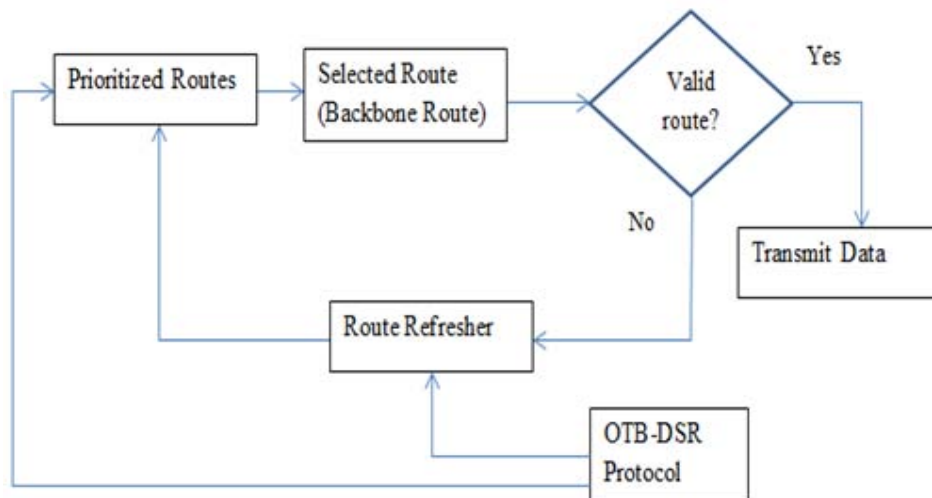 Prioritized Routes
Selected Route
(Backbone Route)
Valid
route?
Yes
No
Transmit Data
Route Refresher
OTB-DSR
Protocol